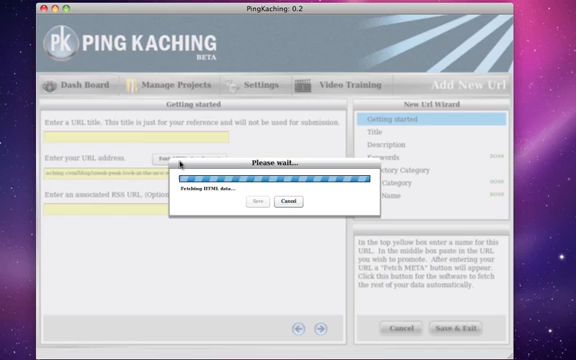 PingKaching: 0.2
PK PING KACHING
BETA
Dash Board Manage Projects Settings Video Training Add New Url
Getting started
Enter a URL title. This title is just for your reference and will not be used for submission.
Enter your URL address.
Enter an associated RSS URL, (Option
Please wait...
Fetching HTML data...
Save Cancel
New Url Wizard
Getting started
Title
Description
Keywords
Category
Category
Name
In the top yellow box enter a name for this
URL. In the middle box paste in the URL
you wish to promote. After entering your
URL a "Fetch META" button will appear.
Click this button for the software to fetch
the rest of your data automatically.
Cancel Save & Exit